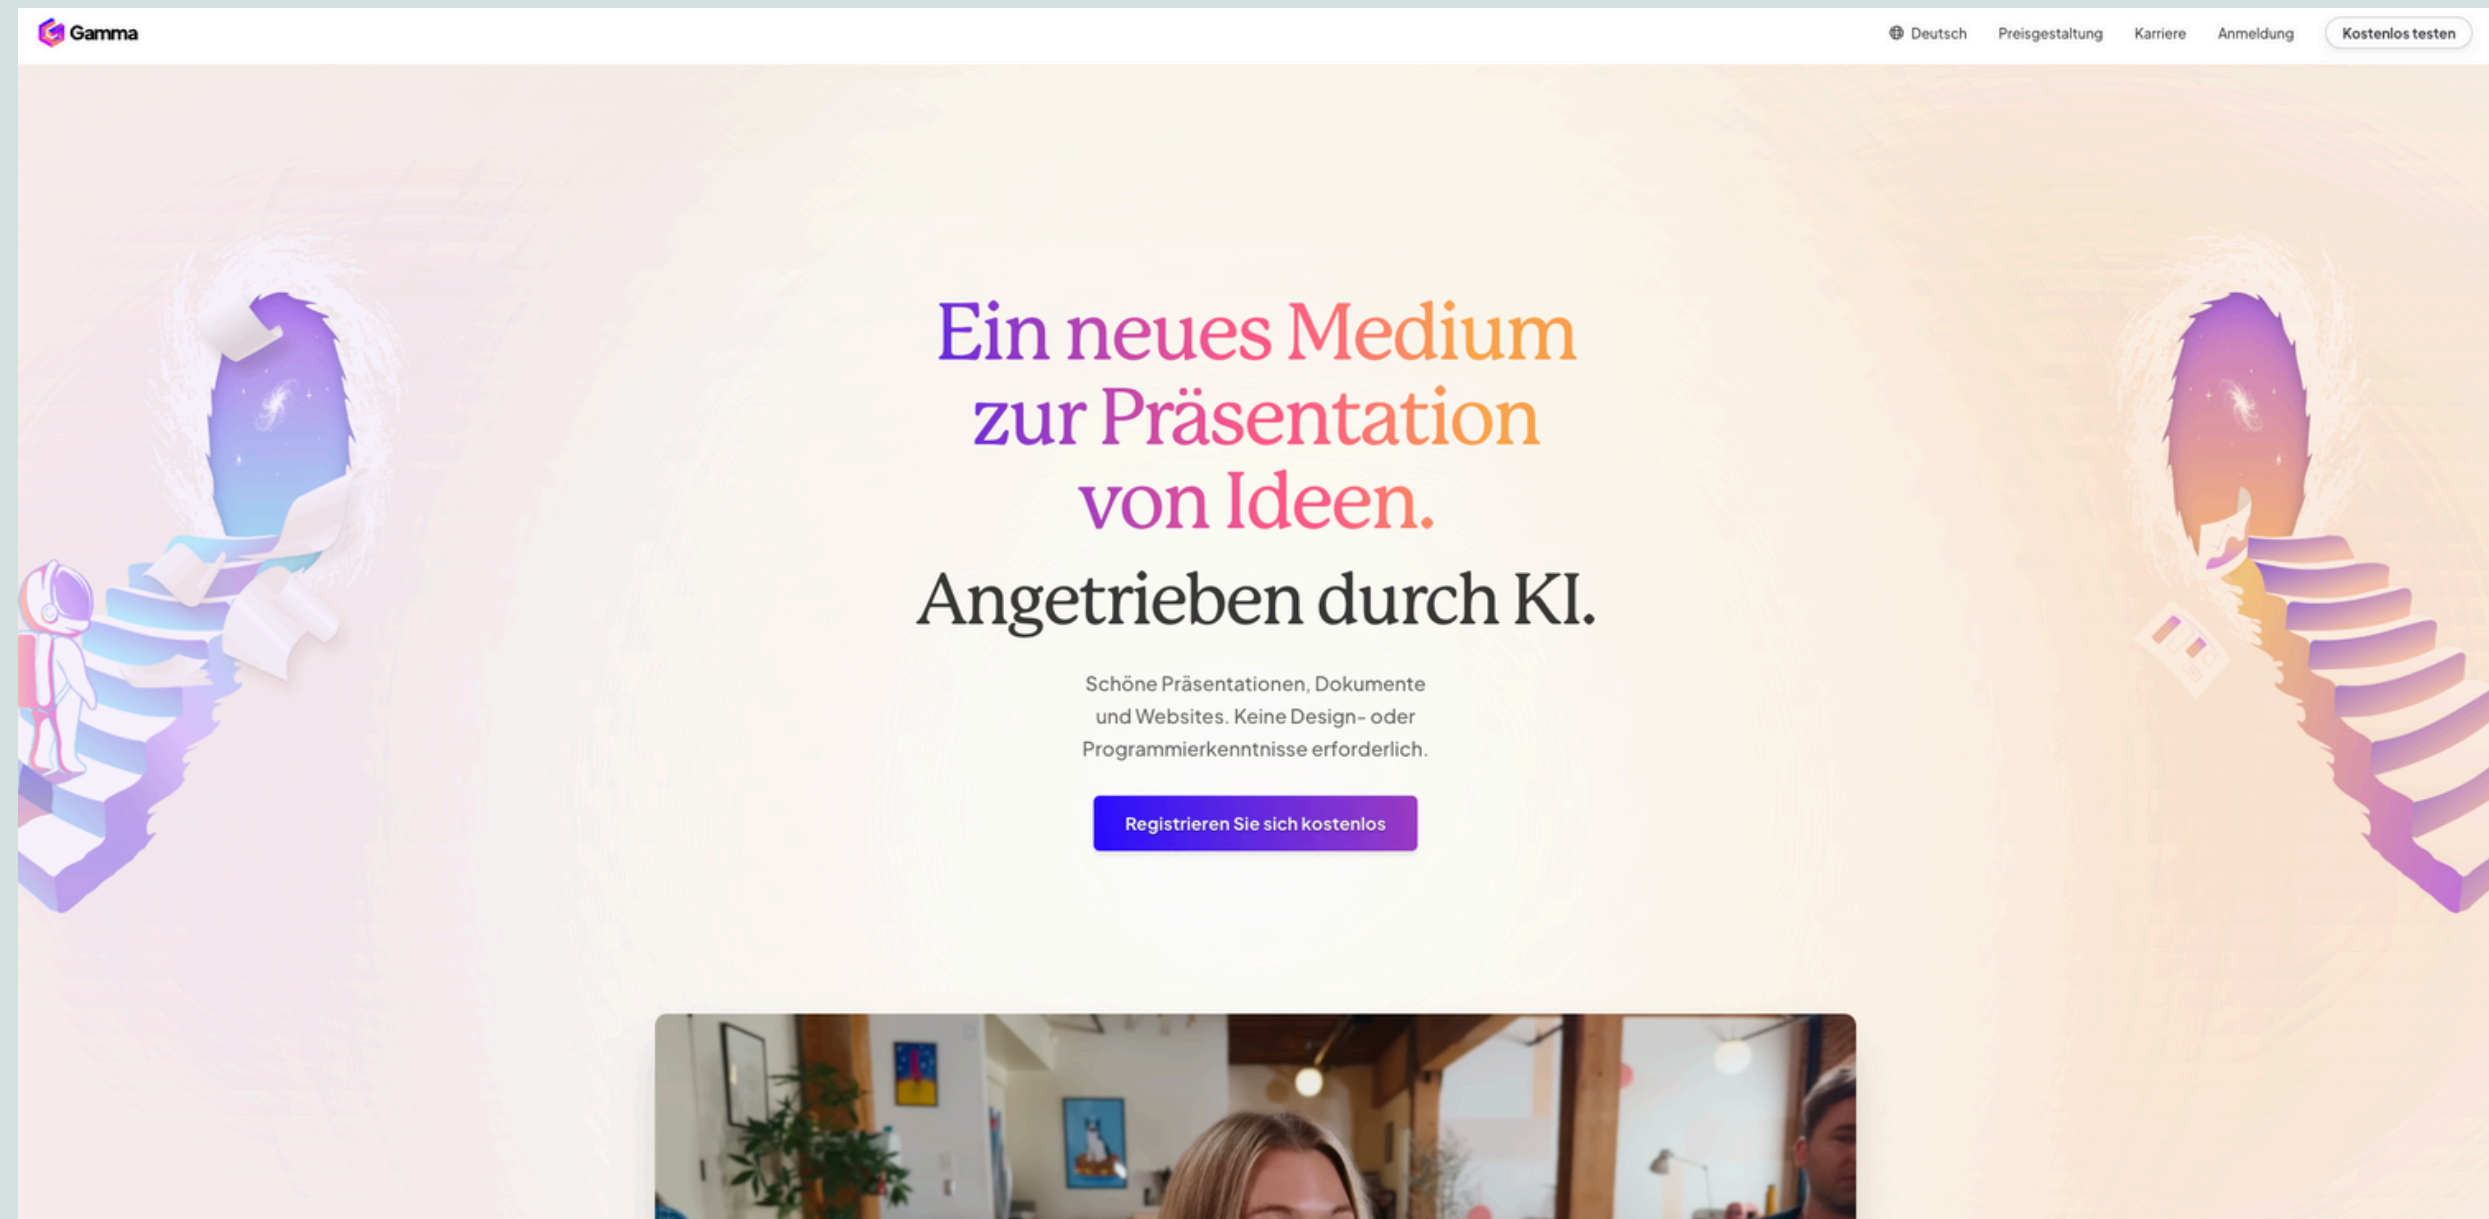 Gamma
Deutsch
Preisgestaltung
Karriere
Anmeldung
Kostenlos testen
Ein neues Medium
zur Präsentation
von Ideen.
Angetrieben durch KI.
Schöne Präsentationen, Dokumente
und Websites. Keine Design- oder
Programmierkenntnisse erforderlich.
Registrieren Sie sich kostenlos